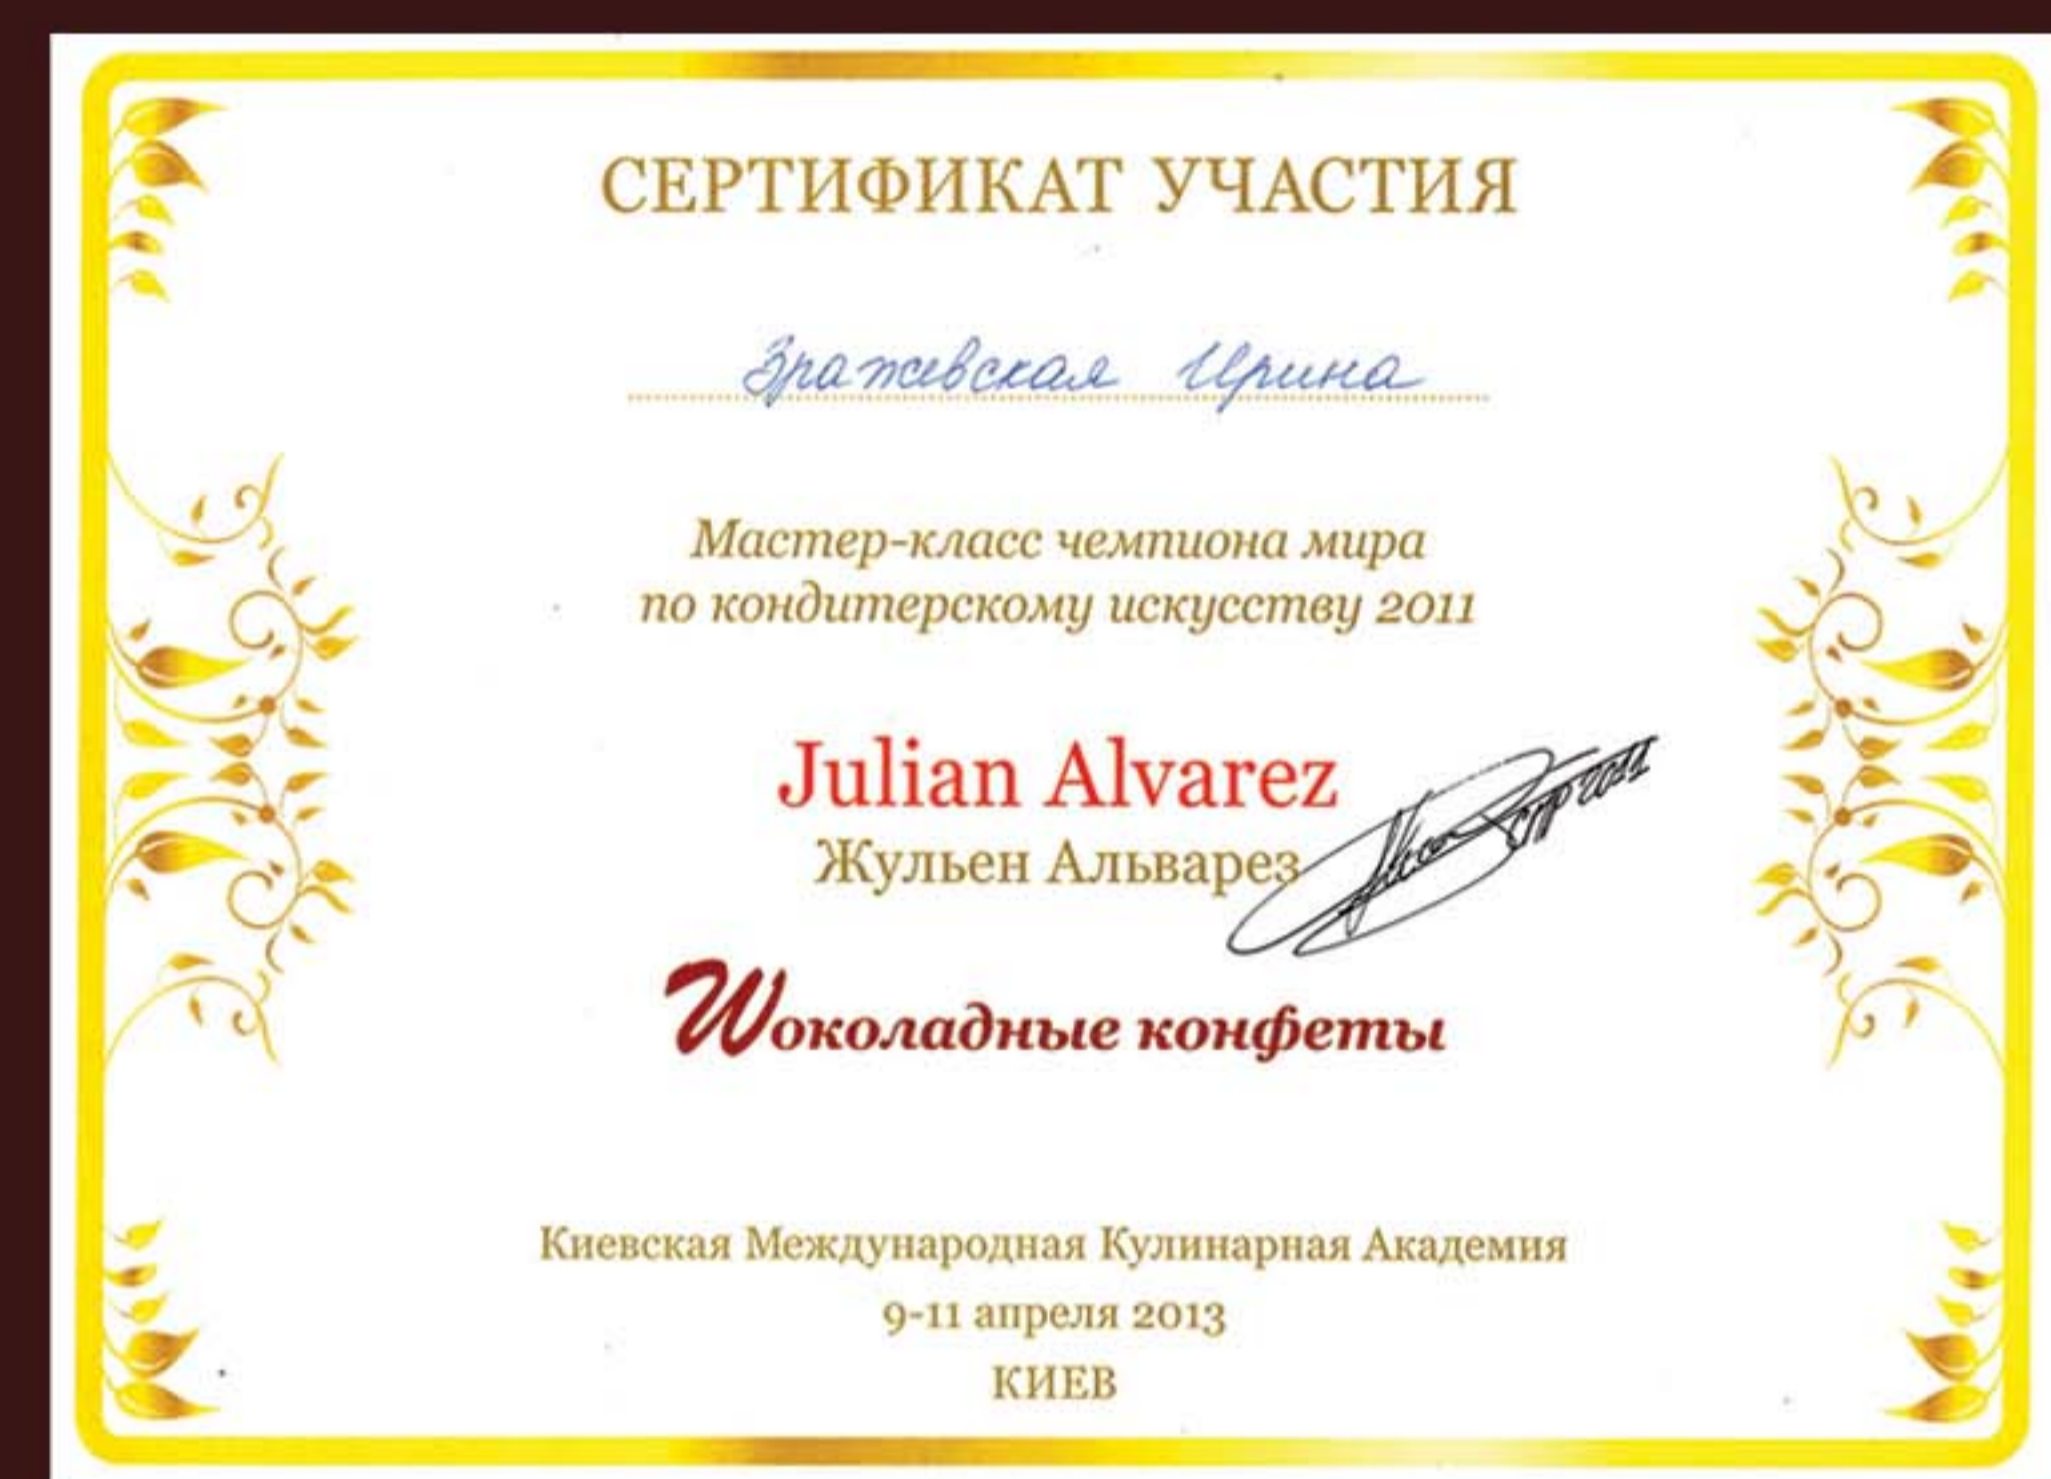 СЕРТИФИКАТ УЧАСТИЯ
Зражевская Ирина
Мастер-класс чемпиона мира
по кондитерскому искусству 2011
Julian Alvarez
Жульен Альварез
Шоколадные конфеты
Киевская Международная Кулинарная Академия
9-11 апреля 2013
КИЕВ